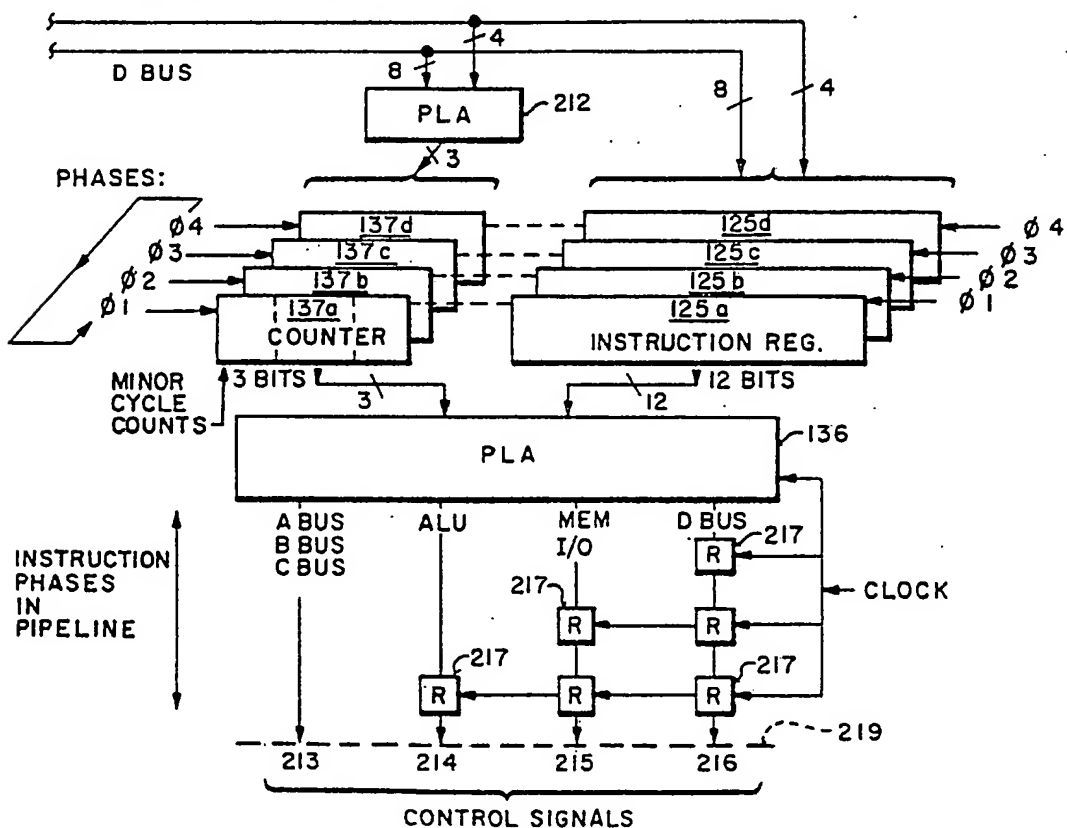 4
D BUS
8
PLA
212
8
4
3
PHASES:
Ø4
137d
125d
Ø4
Ø3
137c
125c
Ø3
Ø2
137b
125b
Ø2
Ø1
137a
125a
Ø1
COUNTER
INSTRUCTION REG.
MINOR
CYCLE
COUNTS
3 BITS
3
12 BITS
12
PLA
136
A BUS
B BUS
C BUS
ALU
MEM
I/O
D BUS
INSTRUCTION
PHASES
IN
PIPELINE
R
217
CLOCK
217
R
R
217
R
R
R
217
219
213
214
215
216
CONTROL SIGNALS